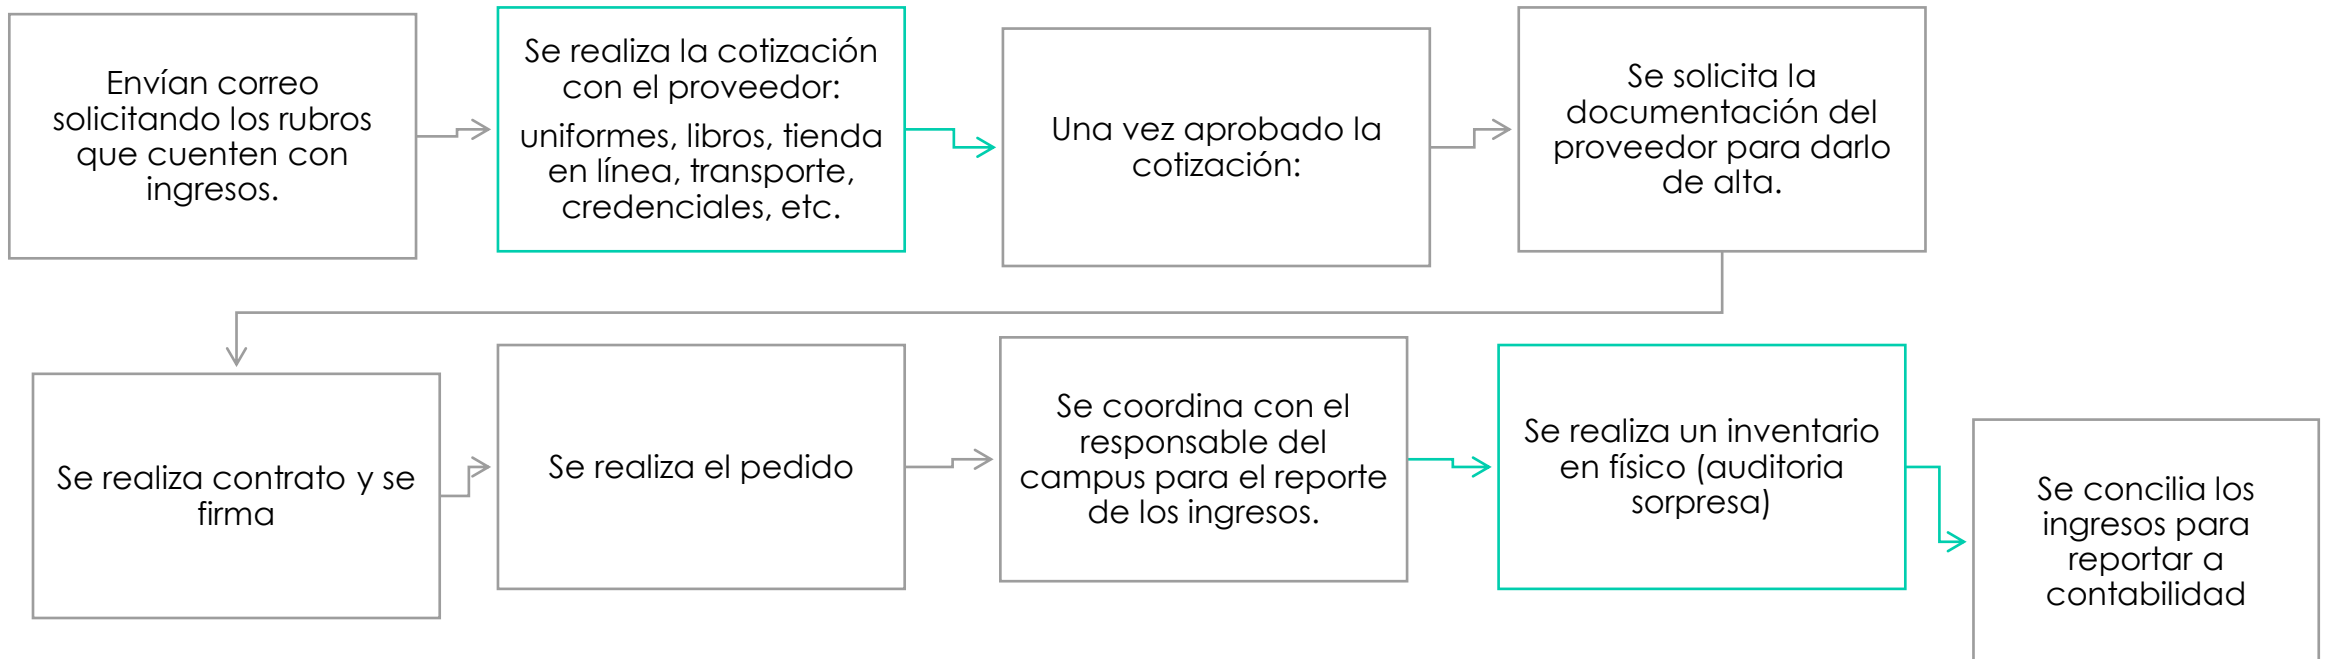 Envían correo
solicitando los rubros
que cuenten con
ingresos.
Se realiza la cotización
con el proveedor:
uniformes, libros, tienda
en línea, transporte,
credenciales, etc.
Una vez aprobado la
cotización:
Se solicita la
documentación del
proveedor para darlo
de alta.
Se realiza contrato y se
firma
Se realiza el pedido
Se coordina con el
responsable del
campus para el reporte
de los ingresos.
Se realiza un inventario
en físico (auditoria
sorpresa)
Se concilia los
ingresos para
reportar a
contabilidad